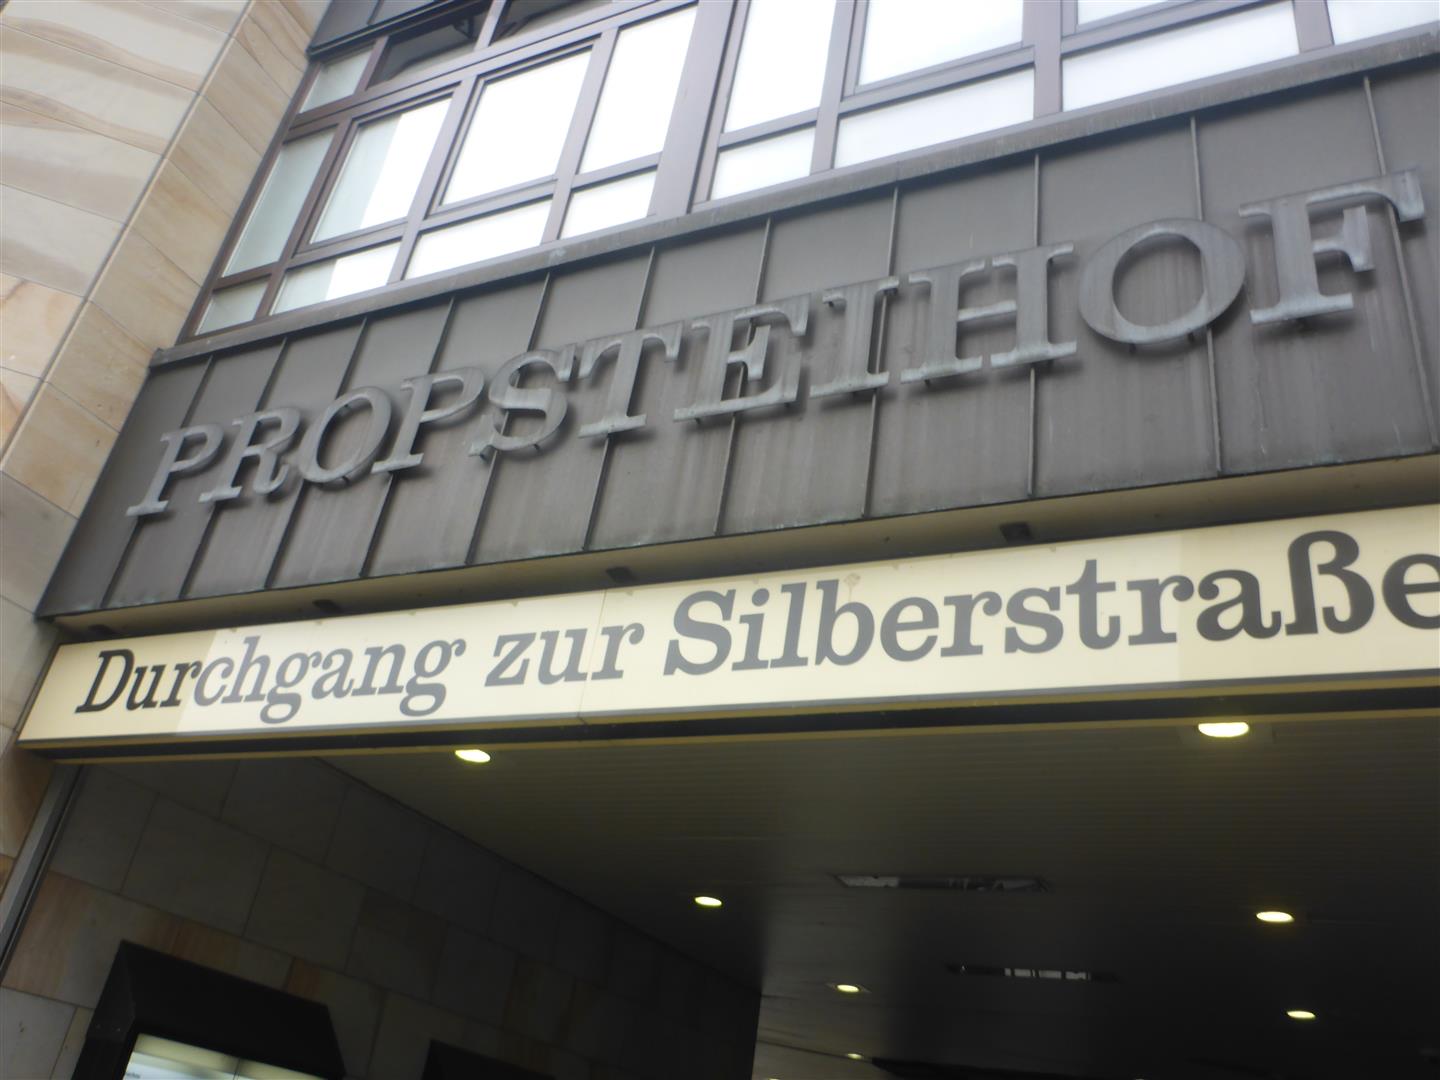 PROPSTEIHOF
Durchgang zur Silberstraße